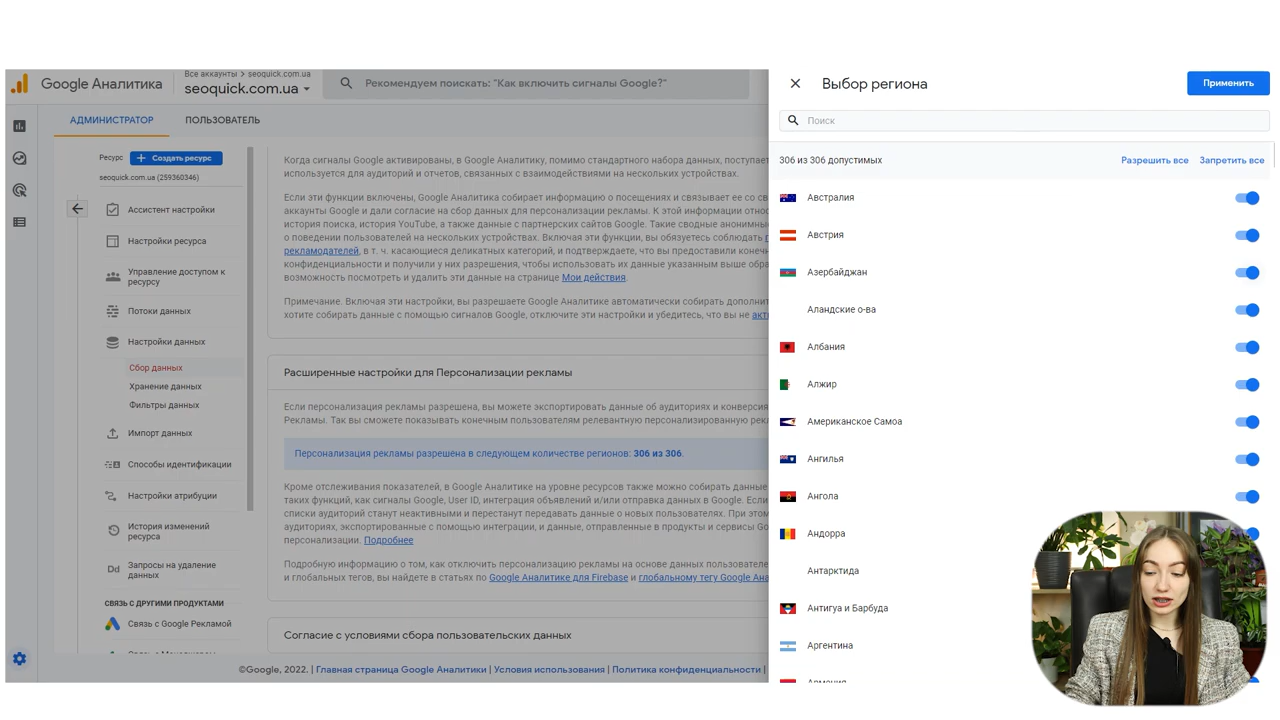 Google Аналитика
Все аккаунты > seoquick.com.ua
seoquick.com.ua
Рекомендуем поискать: "Как включить сигналы Google?"
АДМИНИСТРАТОР
ПОЛЬЗОВАТЕЛЬ
Ресурс
Создать ресурс
seoquick.com.ua (259360346)
Ассистент настройки
Настройки ресурса
Управление доступом к
ресурсу
Потоки данных
Настройки данных
Сбор данных
Хранение данных
Фильтры данных
Импорт данных
Способы идентификации
Настройки атрибуции
История изменений
ресурса
Dd
Запросы на удаление
данных
СВЯЗЬ С ДРУГИМИ ПРОДУКТАМИ
Связь с Google Рекламой
Когда сигналы Google активированы, в Google Аналитику, помимо стандартного набора данных, поступает
используется для аудиторий и отчетов, связанных с взаимодействиями на нескольких устройствах.
Если эти функции включены, Google Аналитика собирает информацию о посещениях и связывает ее со
аккаунты Google и дали согласие на сбор данных для персонализации рекламы. К этой информации
история поиска, история YouTube, а также данные с партнерских сайтов Google. Такие сводные
о поведении пользователей на нескольких устройствах. Включая эти функции, вы обязуетесь соблюдать
рекламодателей, в т. ч. касающиеся деликатных категорий, и подтверждаете, что вы предоставили
конфиденциальности и получили у них разрешения, чтобы использовать их данные указанным выше
возможность посмотреть и удалить эти данные на странице Мои действия.
Примечание. Включая эти настройки, вы разрешаете Google Аналитике автоматически собирать
хотите собирать данные с помощью сигналов Google, отключите эти настройки и убедитесь, что вы не
Расширенные настройки для Персонализации рекламы
Если персонализация рекламы разрешена, вы можете экспортировать данные об аудиториях и
Рекламы. Так вы сможете показывать конечным пользователям релевантную персонализированную
Персонализация рекламы разрешена в следующем количестве регионов: 306 из 306.
Кроме отслеживания показателей, в Google Аналитике на уровне ресурсов также можно собирать данные
таких функций, как сигналы Google, User ID, интеграция объявлений и/или отправка данных в Google. Если
списки аудиторий станут неактивными и перестанут передавать данные о новых пользователях. При этом
аудиториях, экспортированных с помощью интеграции, и данные, отправленные в продукты и сервисы
персонализации. Подробнее
Подробную информацию о том, как отключить персонализацию рекламы на основе данных
и глобальных тегов, вы найдете в статьях по Google Аналитике для Firebase и глобальному тегу Google
Согласие с условиями сбора пользовательских данных
©Google, 2022. | Главная страница Google Аналитики | Условия использования | Политика конфиденциальности |
Выбор региона
Применить
Поиск
306 из 306 допустимых
Разрешить все
Запретить все
Австралия
Австрия
Азербайджан
Аландские о-ва
Албания
Алжир
Американское Самоа
Ангилья
Ангола
Андорра
Антарктида
Антигуа и Барбуда
Аргентина